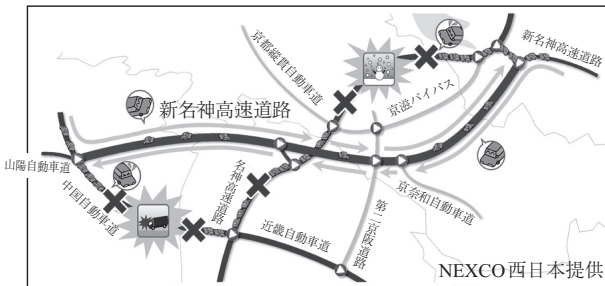 新名神高速道路
京都縦貫自動車道
京滋バイパス
新名神高速道路
山陽自動車道
中国自動車道
名神高速道路
京奈和自動車道
第二京阪道路
近畿自動車道
NEXCO西日本提供